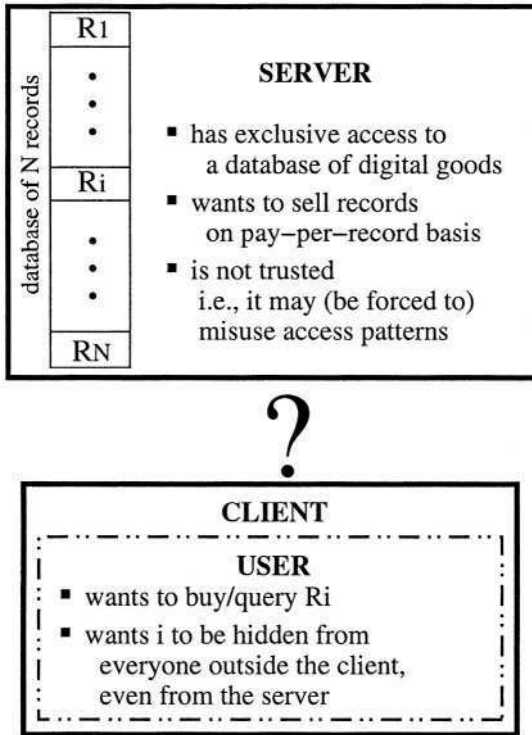 database of N records
R1
Ri
RN
SERVER
▪ has exclusive access to
a database of digital goods
▪ wants to sell records
on pay–per–record basis
▪ is not trusted
i.e., it may (be forced to)
misuse access patterns
?
CLIENT
USER
▪ wants to buy/query Ri
▪ wants i to be hidden from
everyone outside the client,
even from the server